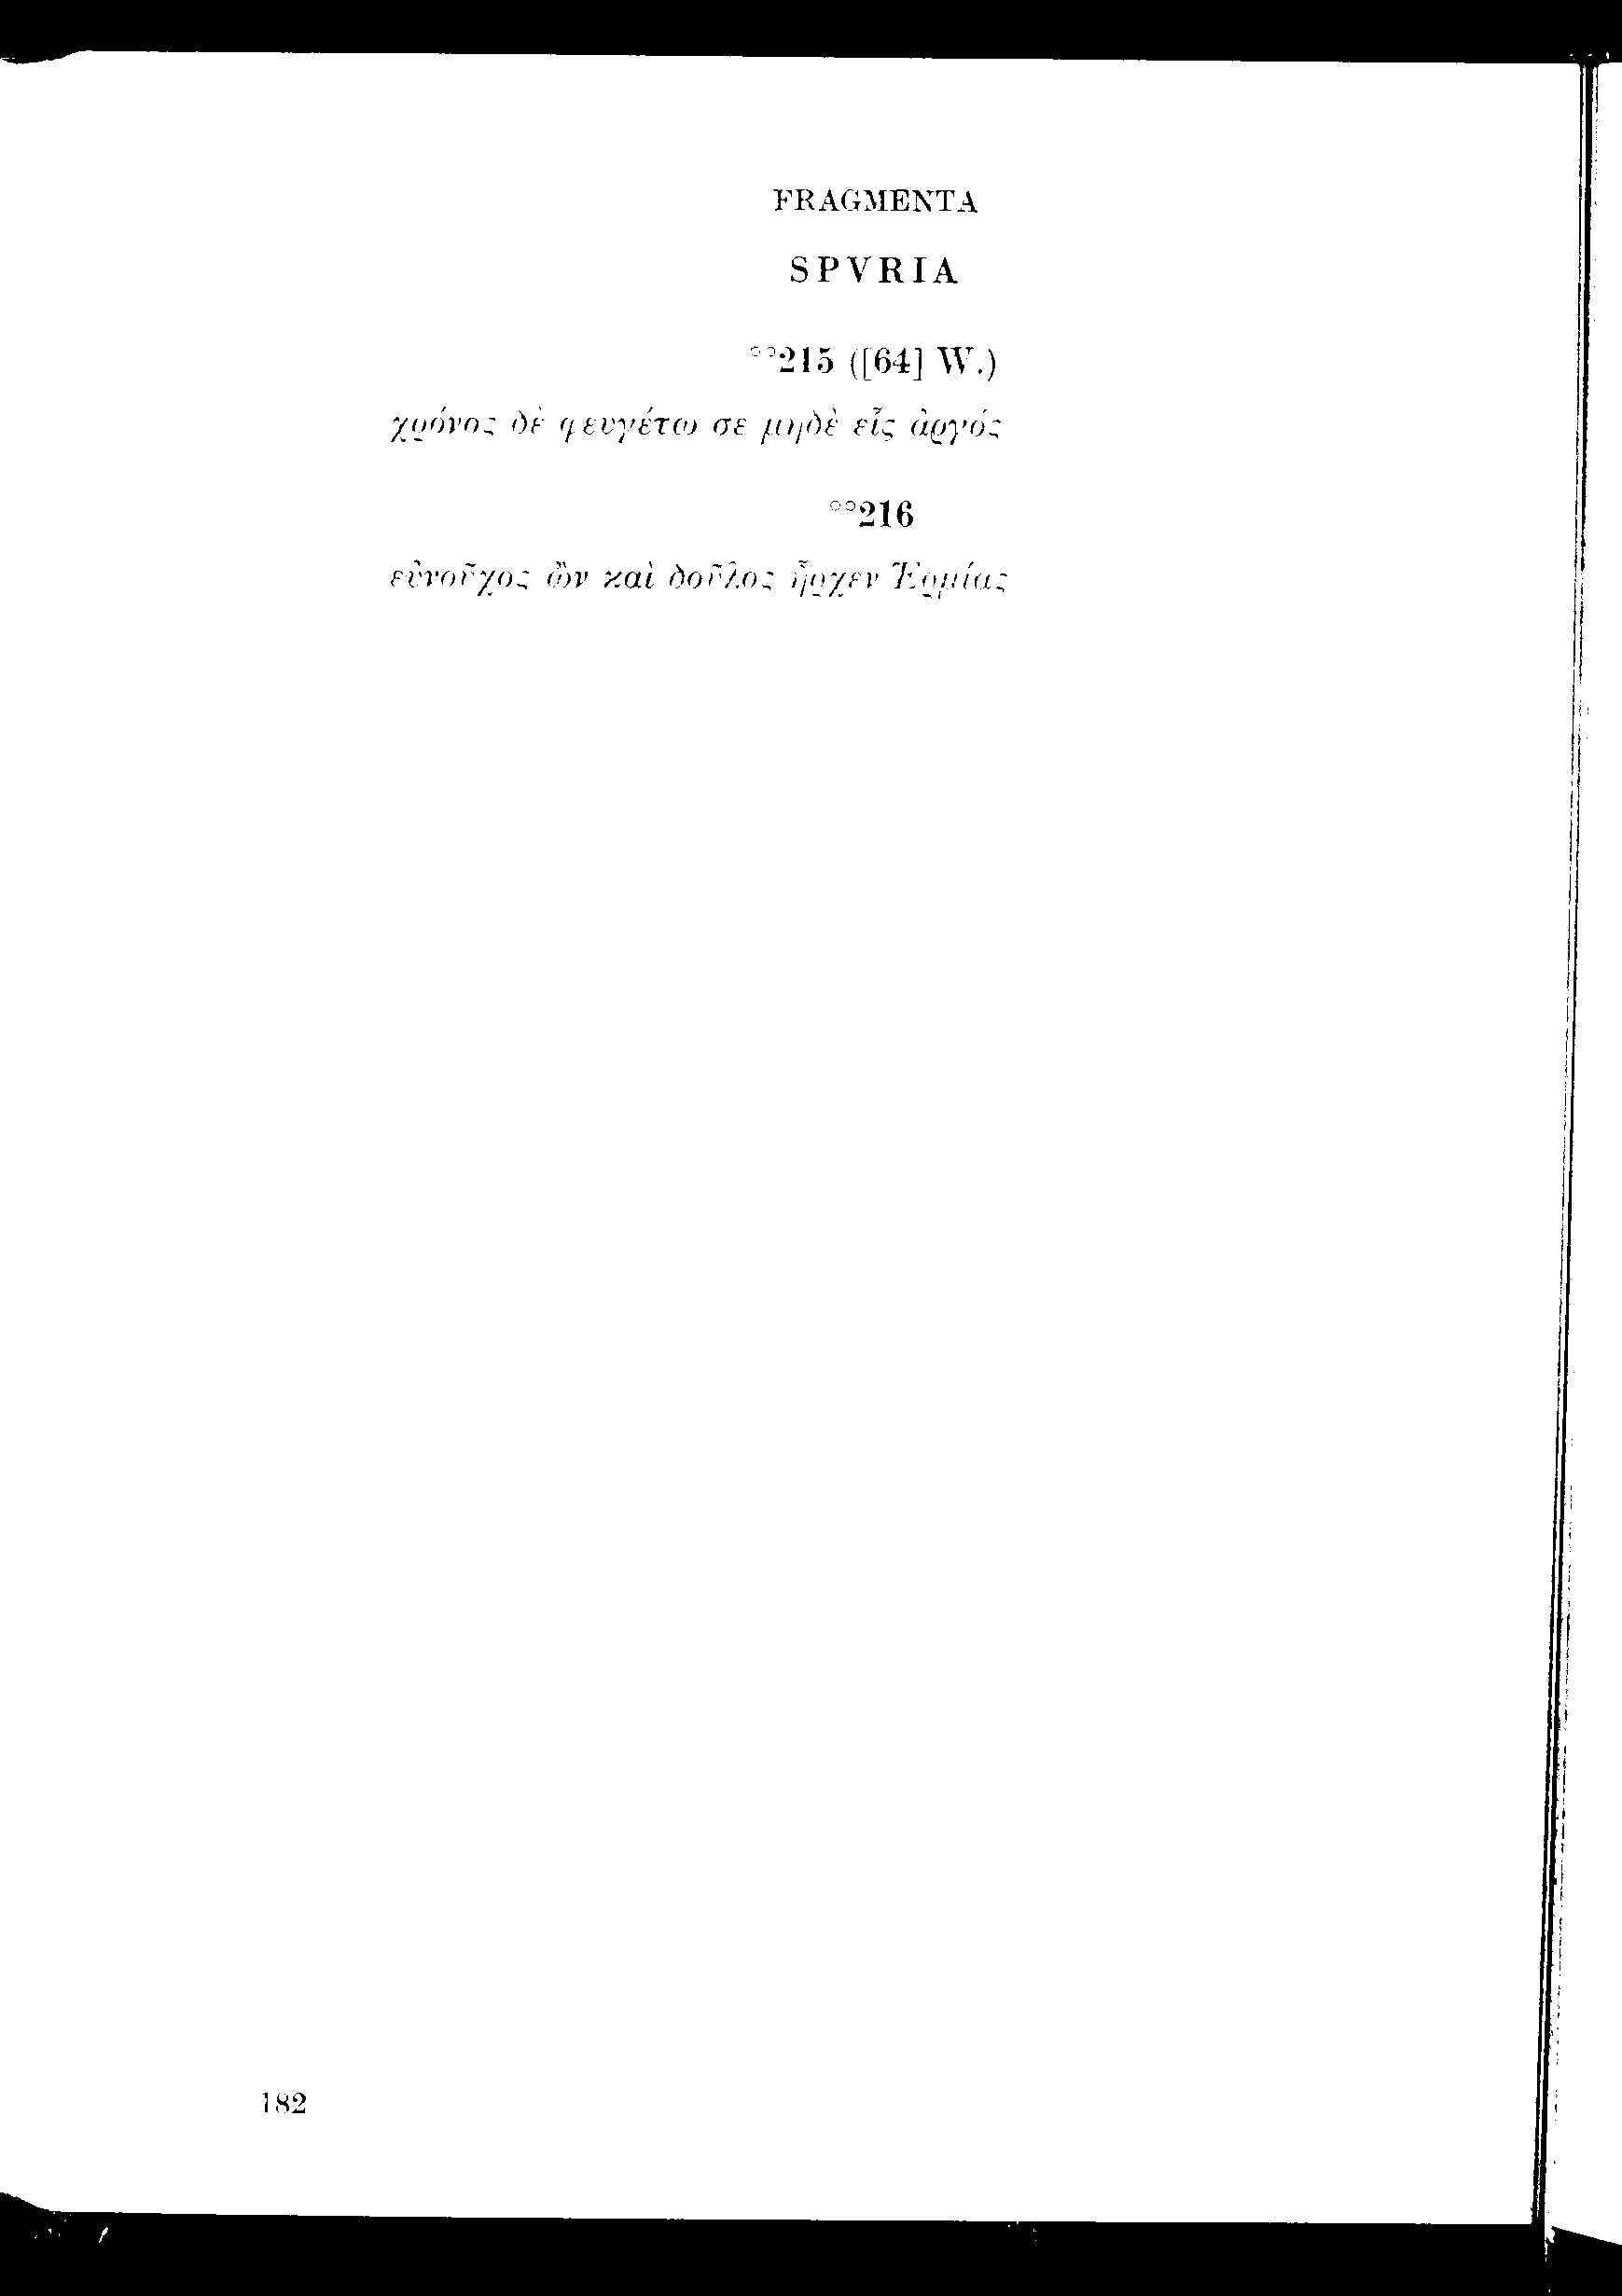 FRAGMENTA
SPVRIA
°°215 ([64] W.)
χρόνος δὲ φευγέτω σε μηδὲ εἷς ἀργός
°°216
εὐνοῦχος ὢν καὶ δοῦλος ἦρχεν Ἑρμίας
182